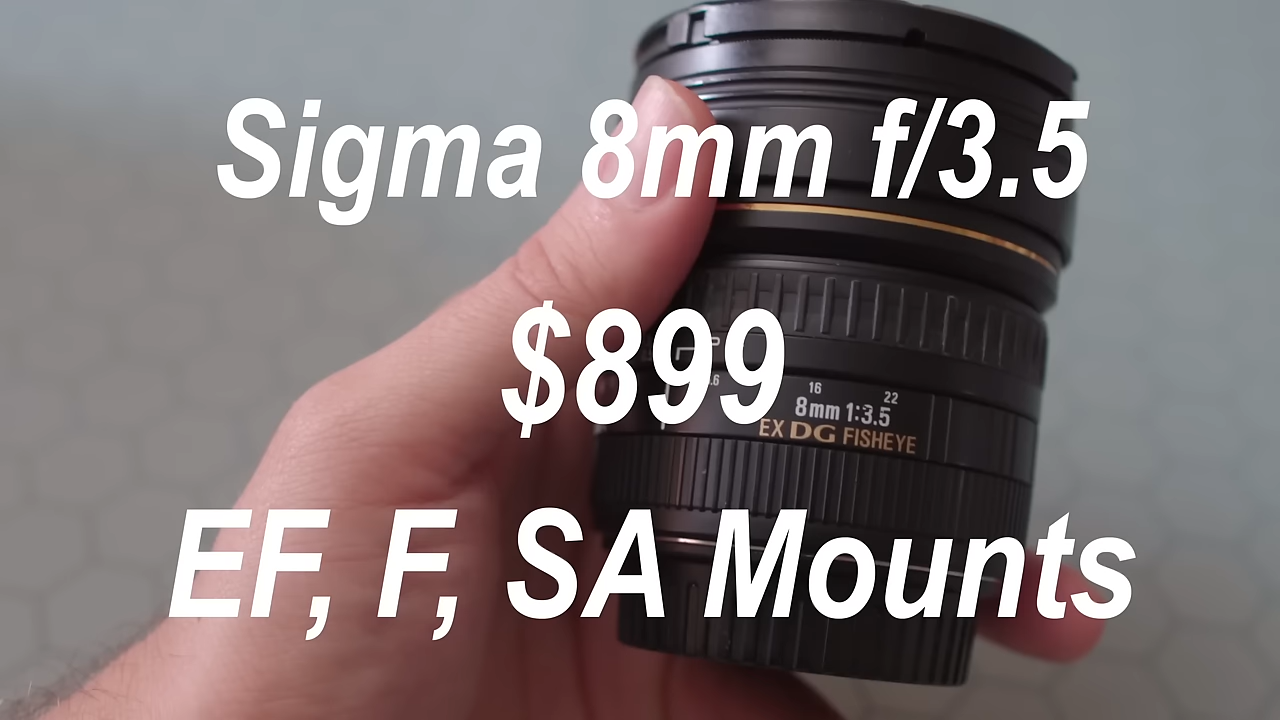 Sigma 8mm f/3.5
$899
16 22
8mm 1:3.5
EX DG FISHEYE
EF, F, SA Mounts